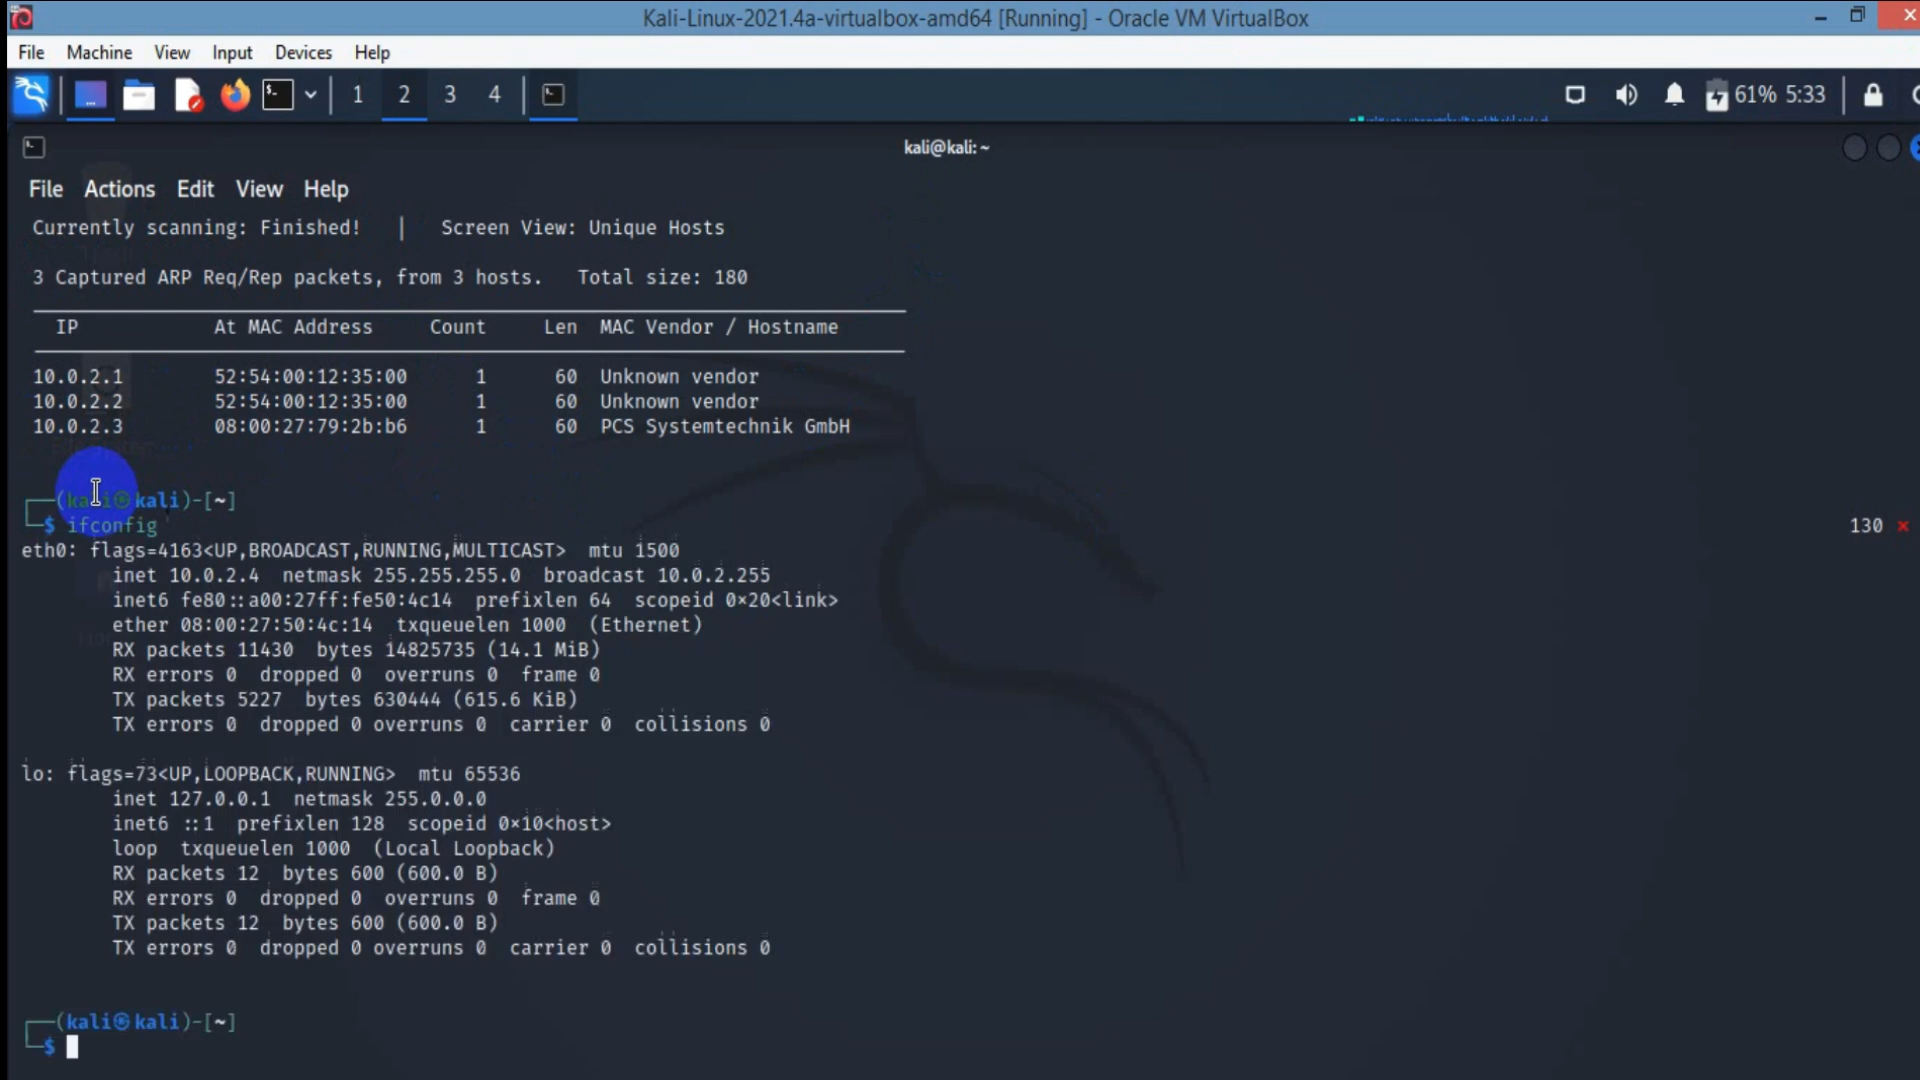 Kali-Linux-2021.4a-virtualbox-amd64 [Running] - Oracle VM VirtualBox
File Machine View Input Devices Help
1 2 3 4 61% 5:33
kali@kali: ~
File Actions Edit View Help
Currently scanning: Finished! | Screen View: Unique Hosts
3 Captured ARP Req/Rep packets, from 3 hosts. Total size: 180
IP At MAC Address Count Len MAC Vendor / Hostname
10.0.2.1 52:54:00:12:35:00 1 60 Unknown vendor
10.0.2.2 52:54:00:12:35:00 1 60 Unknown vendor
10.0.2.3 08:00:27:79:2b:b6 1 60 PCS Systemtechnik GmbH
┌──(kali㉿kali)-[~]
└─$ ifconfig 130 ⨯
eth0: flags=4163<UP,BROADCAST,RUNNING,MULTICAST> mtu 1500
inet 10.0.2.4 netmask 255.255.255.0 broadcast 10.0.2.255
inet6 fe80::a00:27ff:fe50:4c14 prefixlen 64 scopeid 0×20<link>
ether 08:00:27:50:4c:14 txqueuelen 1000 (Ethernet)
RX packets 11430 bytes 14825735 (14.1 MiB)
RX errors 0 dropped 0 overruns 0 frame 0
TX packets 5227 bytes 630444 (615.6 KiB)
TX errors 0 dropped 0 overruns 0 carrier 0 collisions 0
lo: flags=73<UP,LOOPBACK,RUNNING> mtu 65536
inet 127.0.0.1 netmask 255.0.0.0
inet6 ::1 prefixlen 128 scopeid 0×10<host>
loop txqueuelen 1000 (Local Loopback)
RX packets 12 bytes 600 (600.0 B)
RX errors 0 dropped 0 overruns 0 frame 0
TX packets 12 bytes 600 (600.0 B)
TX errors 0 dropped 0 overruns 0 carrier 0 collisions 0
┌──(kali㉿kali)-[~]
└─$